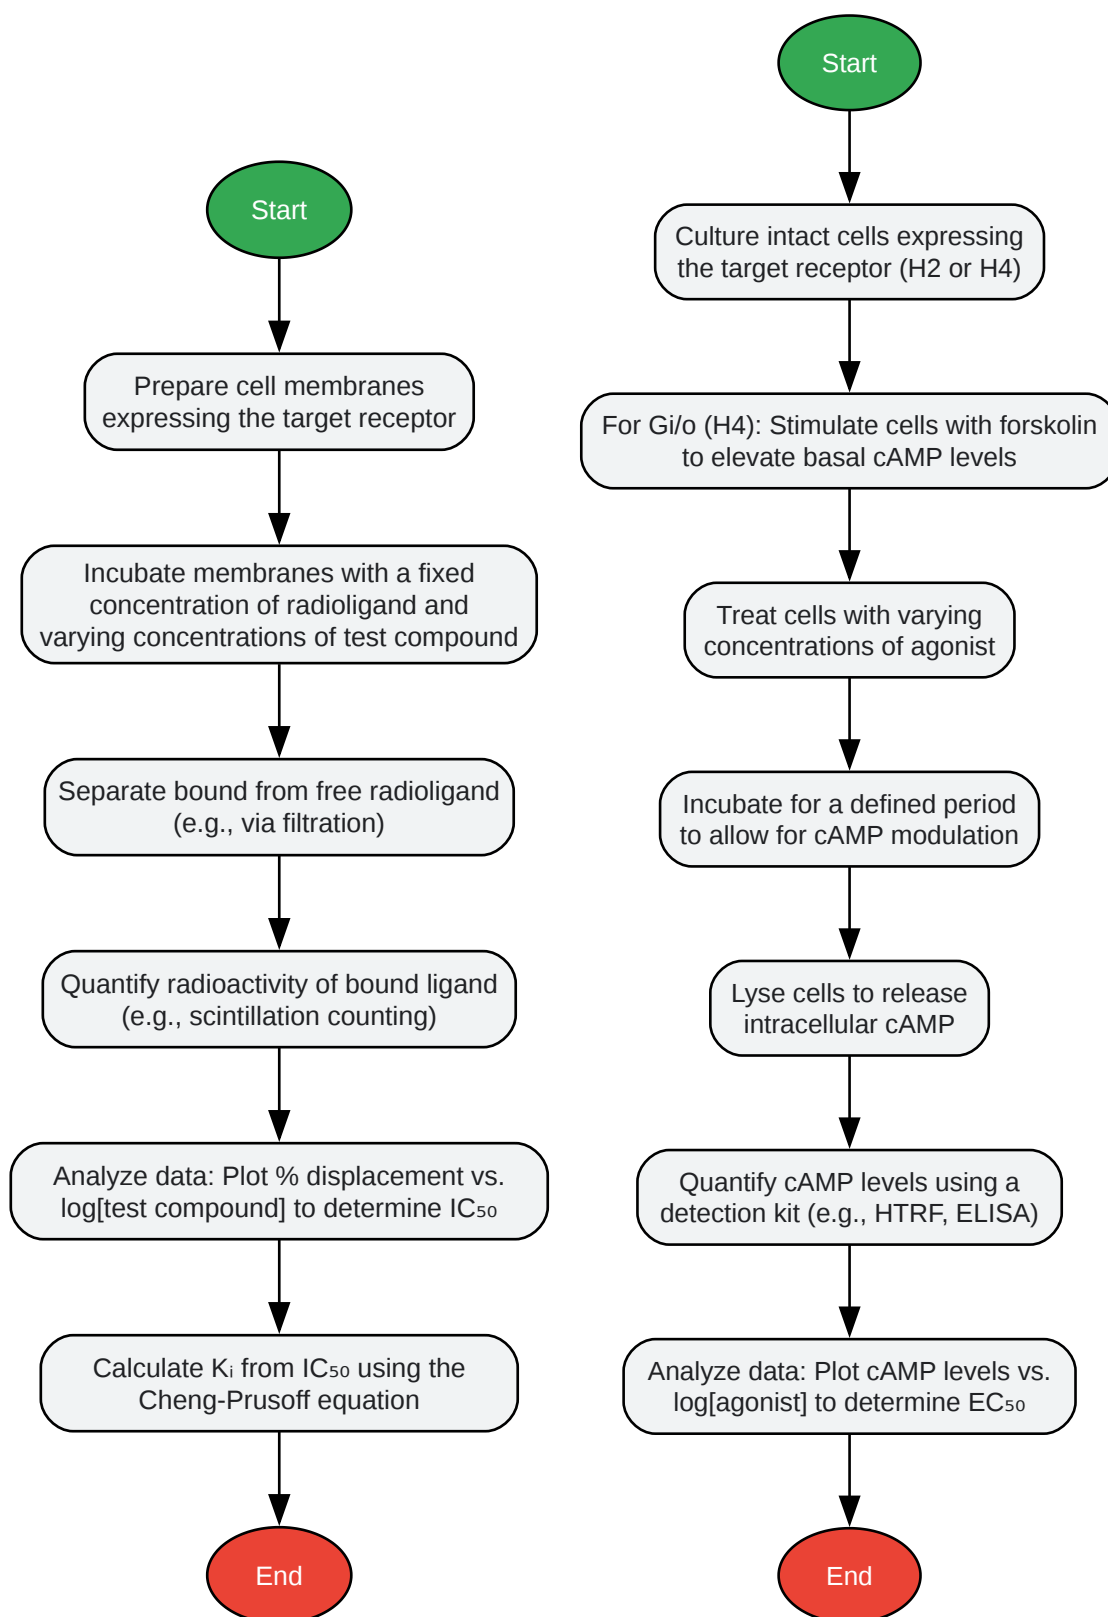 Start
Prepare cell membranes
expressing the target receptor
Incubate membranes with a fixed
concentration of radioligand and
varying concentrations of test compound
Separate bound from free radioligand
(e.g., via filtration)
Quantify radioactivity of bound ligand
(e.g., scintillation counting)
Analyze data: Plot % displacement vs.
log[test compound] to determine IC₅₀
Calculate Kᵢ from IC₅₀ using the
Cheng-Prusoff equation
End
Start
Culture intact cells expressing
the target receptor (H2 or H4)
For Gi/o (H4): Stimulate cells with forskolin
to elevate basal cAMP levels
Treat cells with varying
concentrations of agonist
Incubate for a defined period
to allow for cAMP modulation
Lyse cells to release
intracellular cAMP
Quantify cAMP levels using a
detection kit (e.g., HTRF, ELISA)
Analyze data: Plot cAMP levels vs.
log[agonist] to determine EC₅₀
End